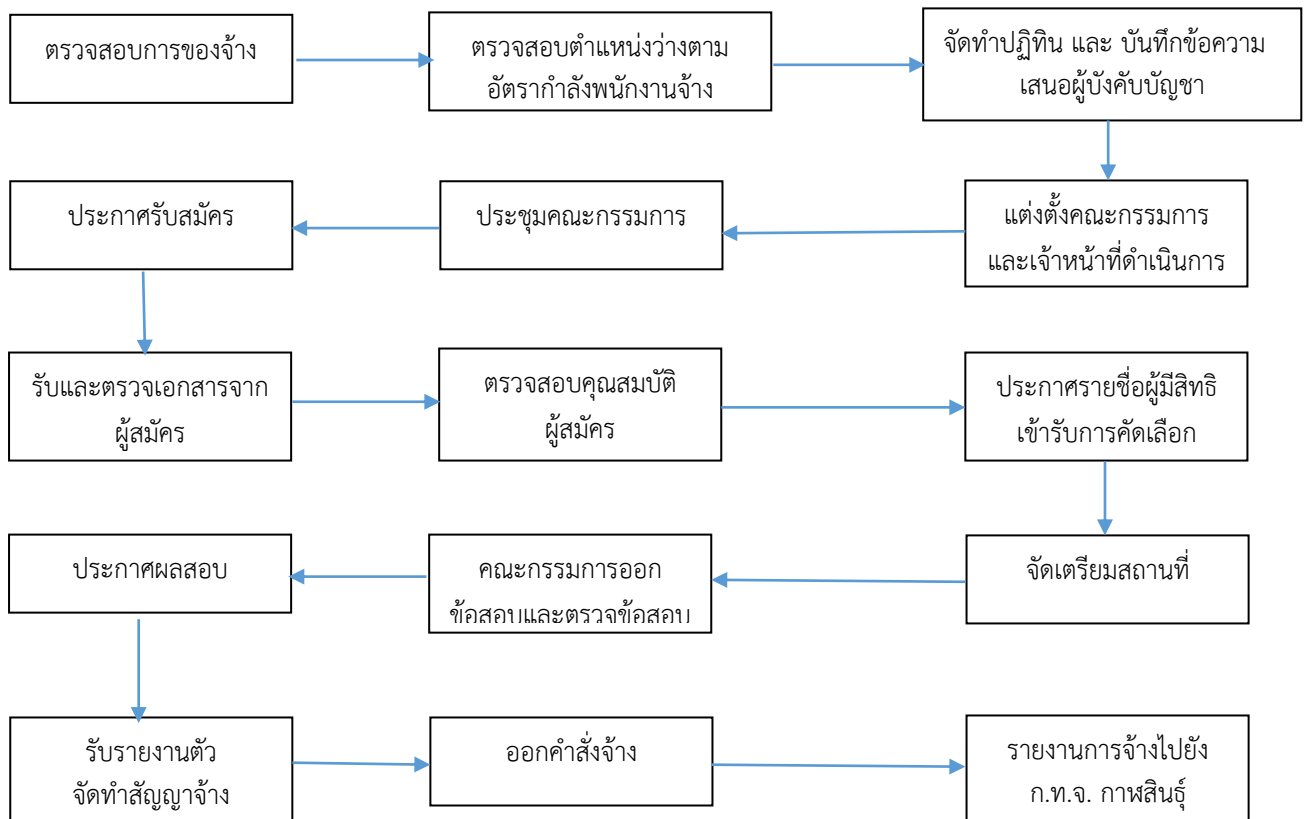 ตรวจสอบการของจ้าง
ตรวจสอบตำแหน่งว่างตาม
อัตรากำลังพนักงานจ้าง
จัดทำปฏิทิน และ บันทึกข้อความ
เสนอผู้บังคับบัญชา
แต่งตั้งคณะกรรมการ
และเจ้าหน้าที่ดำเนินการ
ประชุมคณะกรรมการ
ประกาศรับสมัคร
รับและตรวจเอกสารจาก
ผู้สมัคร
ตรวจสอบคุณสมบัติ
ผู้สมัคร
ประกาศรายชื่อผู้มีสิทธิ
เข้ารับการคัดเลือก
จัดเตรียมสถานที่
คณะกรรมการออก
ข้อสอบและตรวจข้อสอบ
ประกาศผลสอบ
รับรายงานตัว
จัดทำสัญญาจ้าง
ออกคำสั่งจ้าง
รายงานการจ้างไปยัง
ก.ท.จ. กาฬสินธุ์